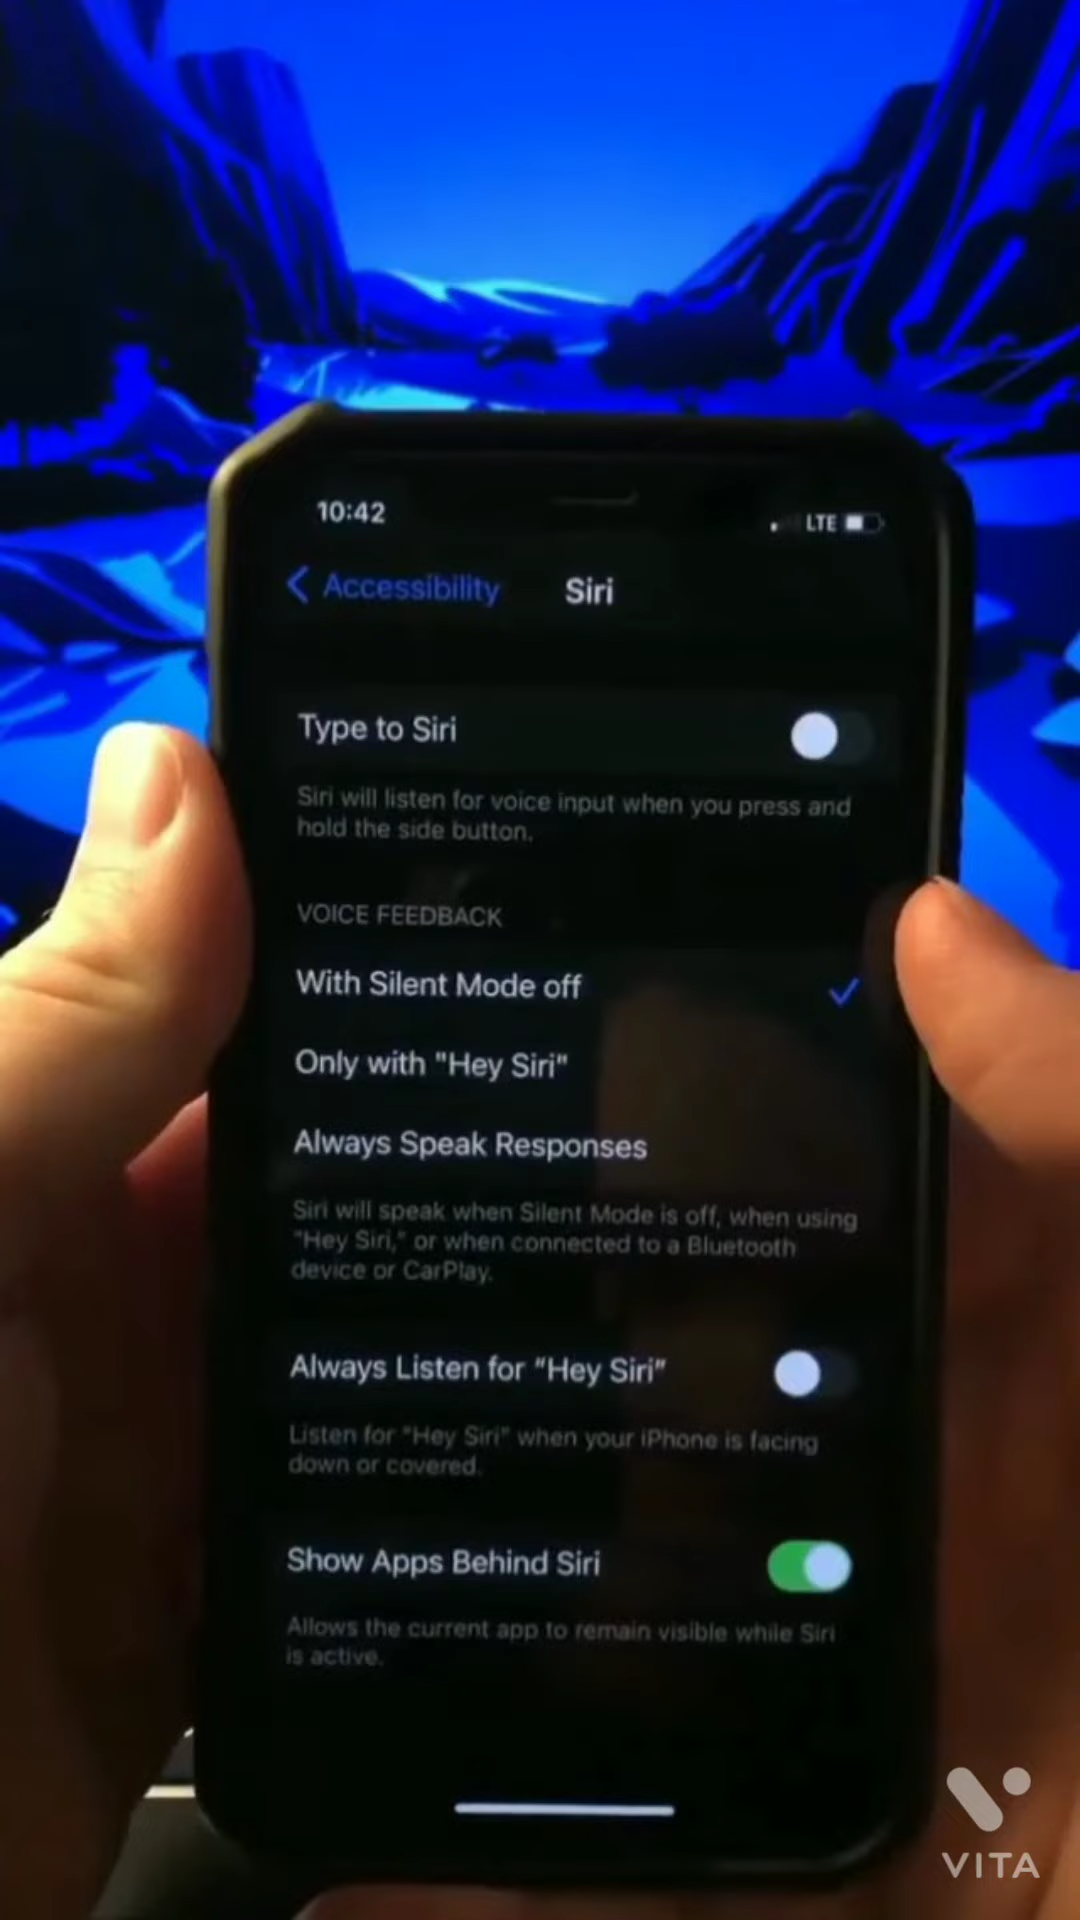 10:42
LTE
Accessibility
Siri
Type to Siri
Siri will listen for voice input when you press and
hold the side button.
VOICE FEEDBACK
With Silent Mode off
Only with "Hey Siri"
Always Speak Responses
Siri will speak when Silent Mode is off, when using
"Hey Siri," or when connected to a Bluetooth
device or CarPlay.
Always Listen for "Hey Siri"
Listen for "Hey Siri" when your iPhone is facing
down or covered.
Show Apps Behind Siri
Allows the current app to remain visible while Siri
is active.
VITA